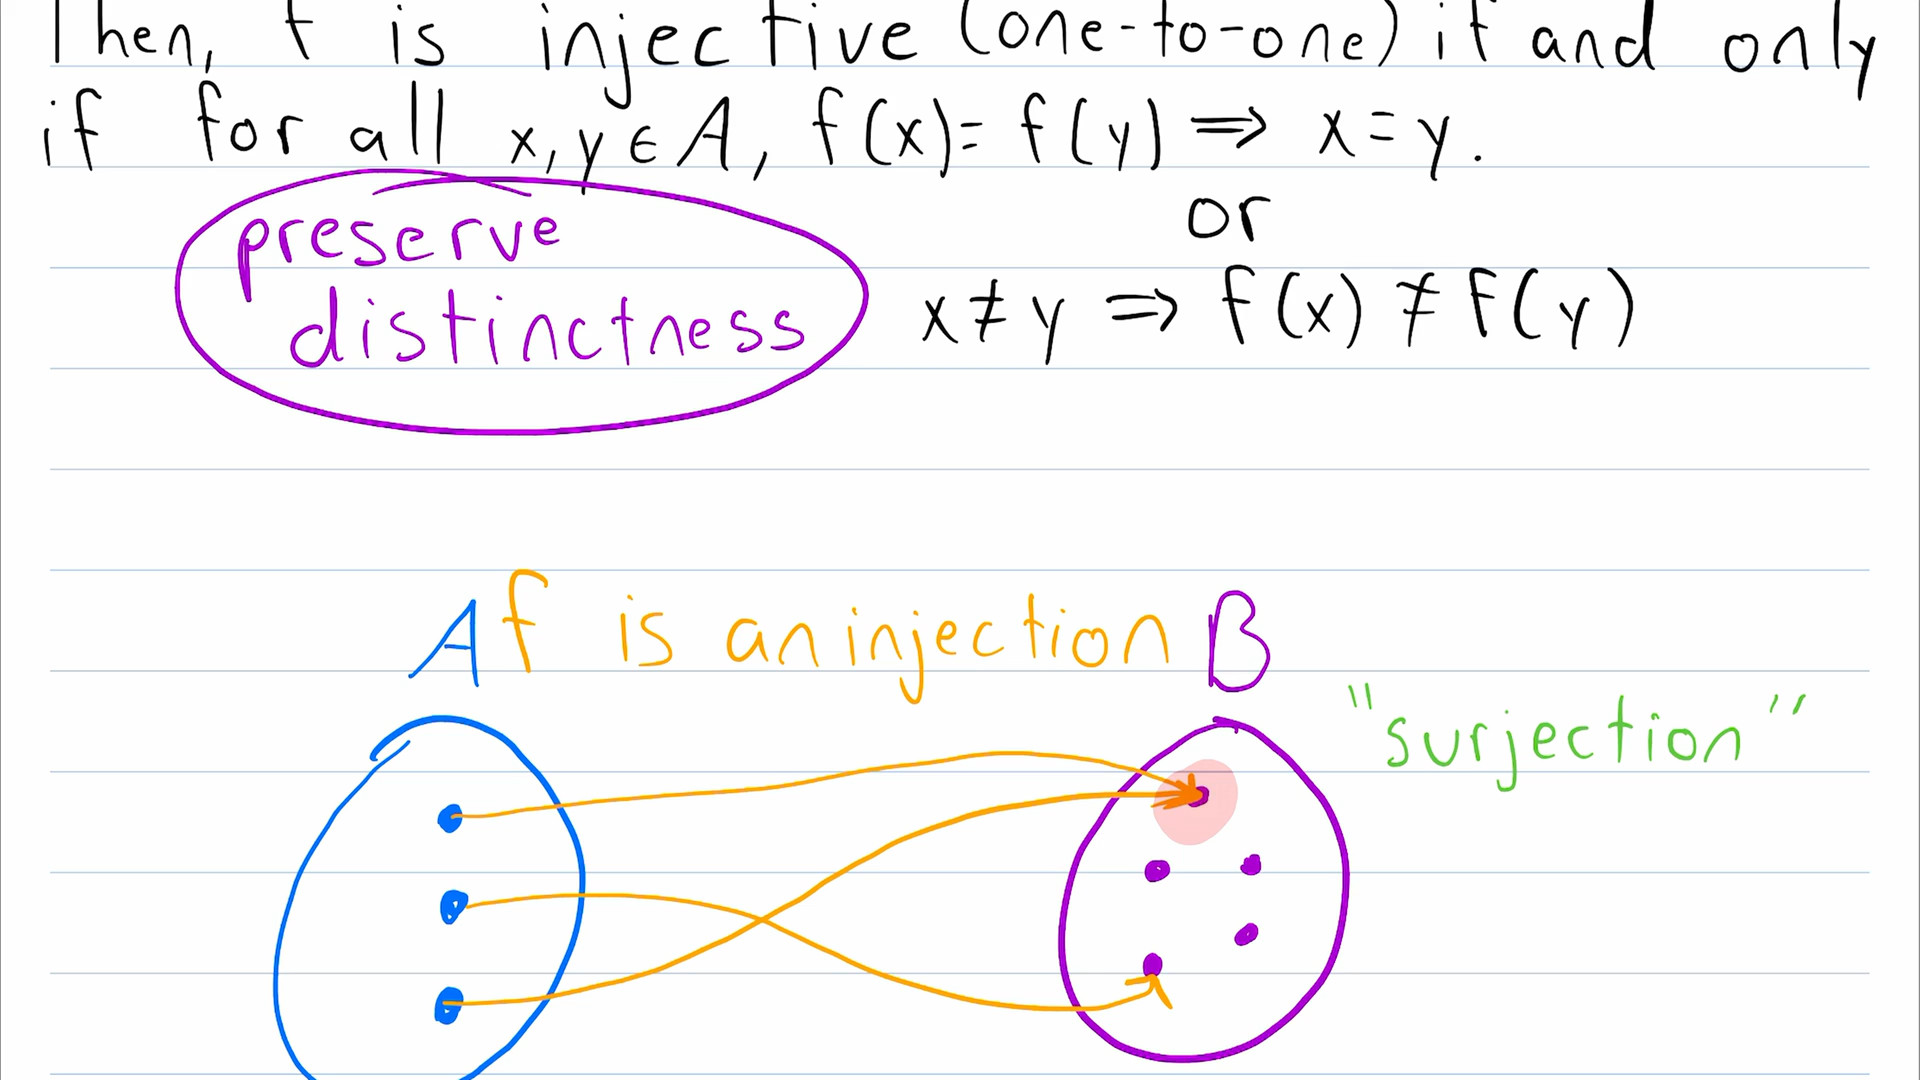 Then, f is injective (one-to-one) if and only
if for all x,y∈A, f(x)=f(y)⇒x=y.
or
preserve
distinctness
x≠y⇒f(x)≠f(y)
A f is an injection B
"surjection"